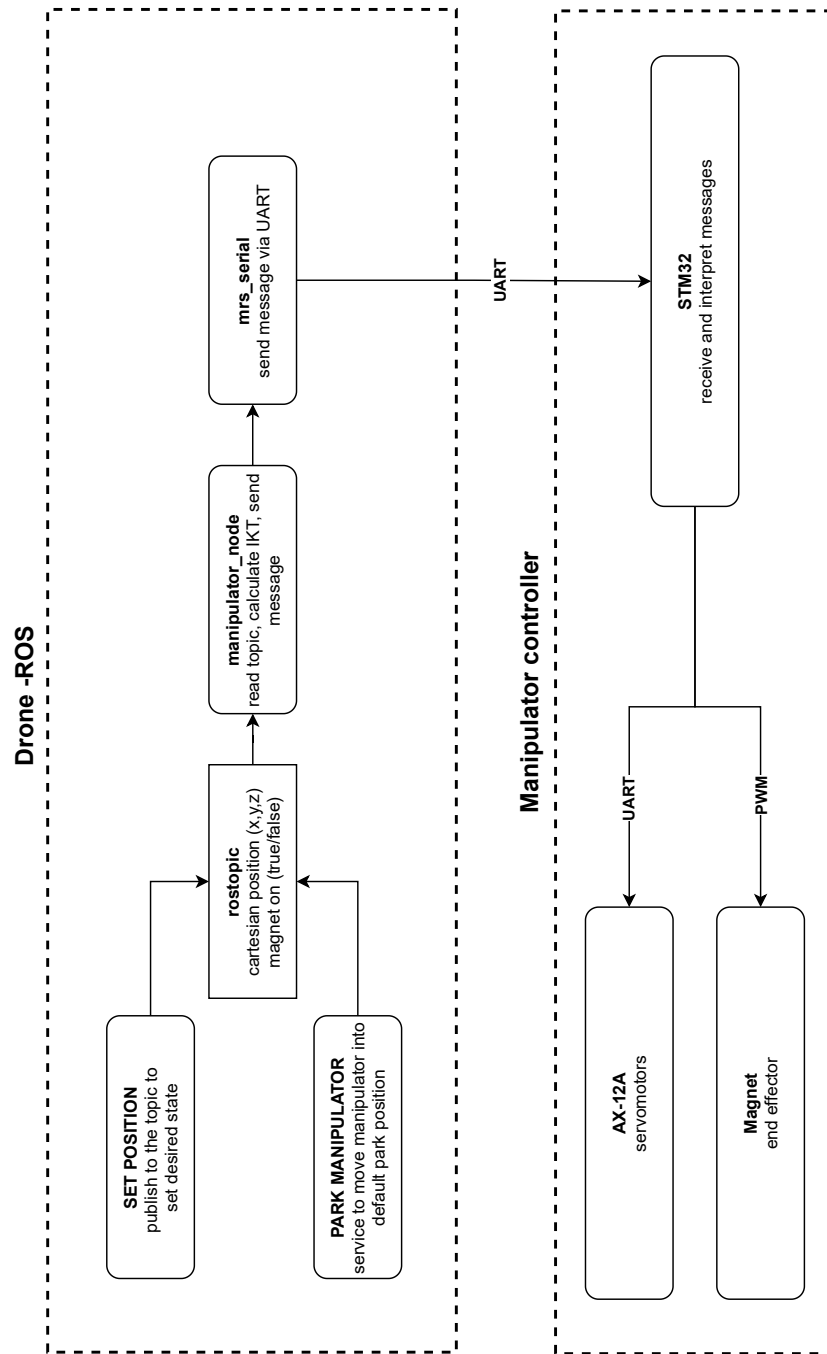 Drone -ROS
SET POSITION
publish to the topic to
set desired state
PARK MANIPULATOR
service to move manipulator into
default park position
rostopic
cartesian position (x,y,z)
magnet on (true/false)
manipulator_node
read topic, calculate IKT, send
message
mrs_serial
send message via UART
UART
Manipulator controller
STM32
receive and interpret messages
UART
PWM
AX-12A
servomotors
Magnet
end effector